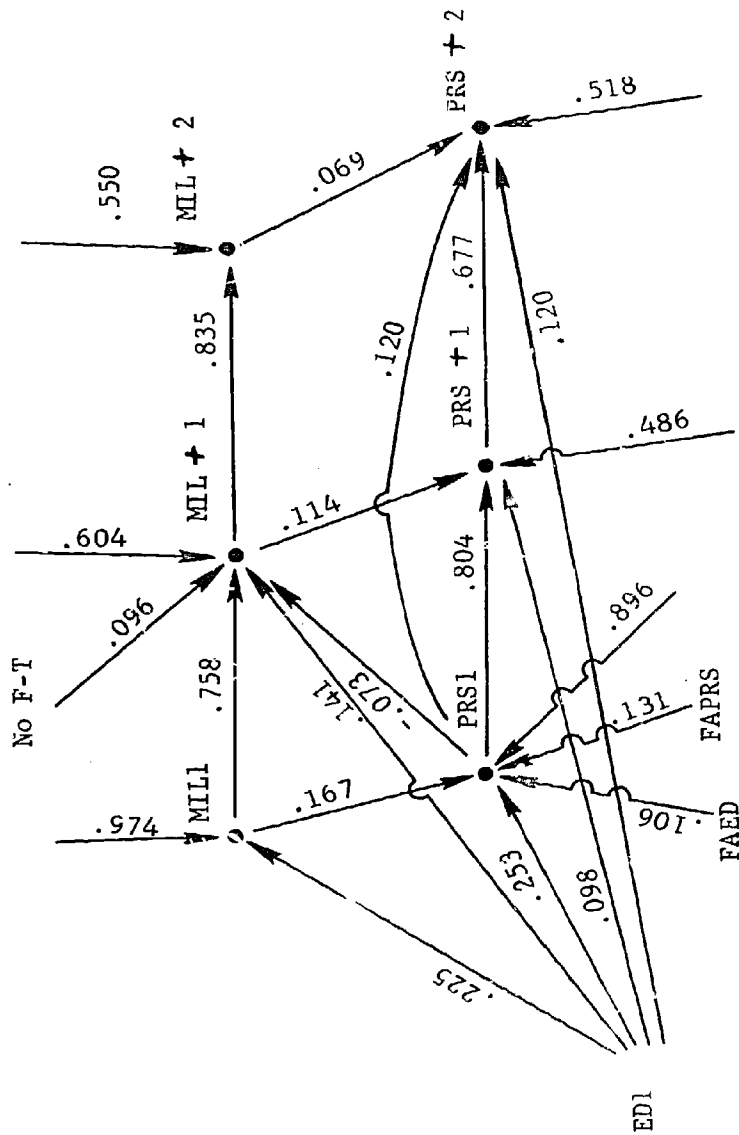 No F-T
.974
.096
.604
.550
MIL1
MIL + 1
MIL + 2
.758
.835
.069
.225
.167
.141
-.073
.114
.120
PRS1
PRS + 1
PRS + 2
.804
.677
.253
.098
.106
.131
.896
.486
.120
.518
ED1
FAED
FAPRS